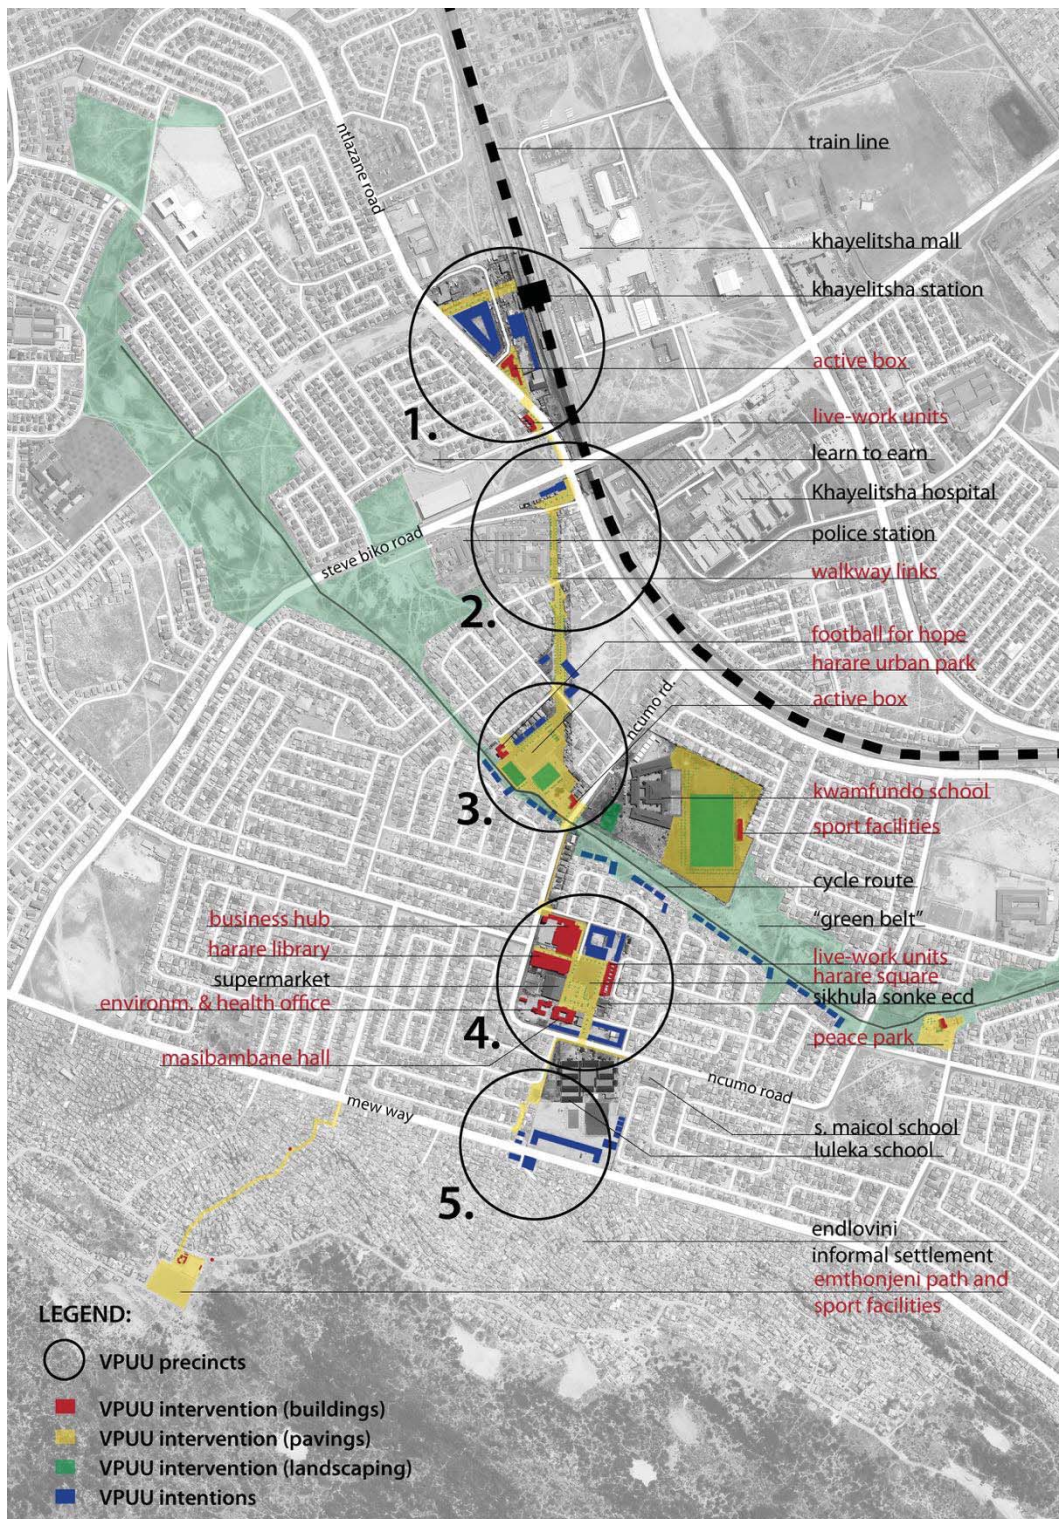 ntlazane road
train line
khayelitsha mall
khayelitsha station
active box
1.
live-work units
learn to earn
Khayelitsha hospital
police station
steve biko road
walkway links
2.
football for hope
harare urban park
ncumo rd.
active box
3.
kwamfundo school
sport facilities
cycle route
business hub
"green belt"
harare library
live-work units
supermarket
harare square
environm. & health office
sikhula sonke ecd
4.
peace park
masibambane hall
ncumo road
mew way
s. maicol school
luleka school
5.
endlovini
informal settlement
emthonjeni path and
sport facilities
LEGEND:
VPUU precincts
VPUU intervention (buildings)
VPUU intervention (pavings)
VPUU intervention (landscaping)
VPUU intentions